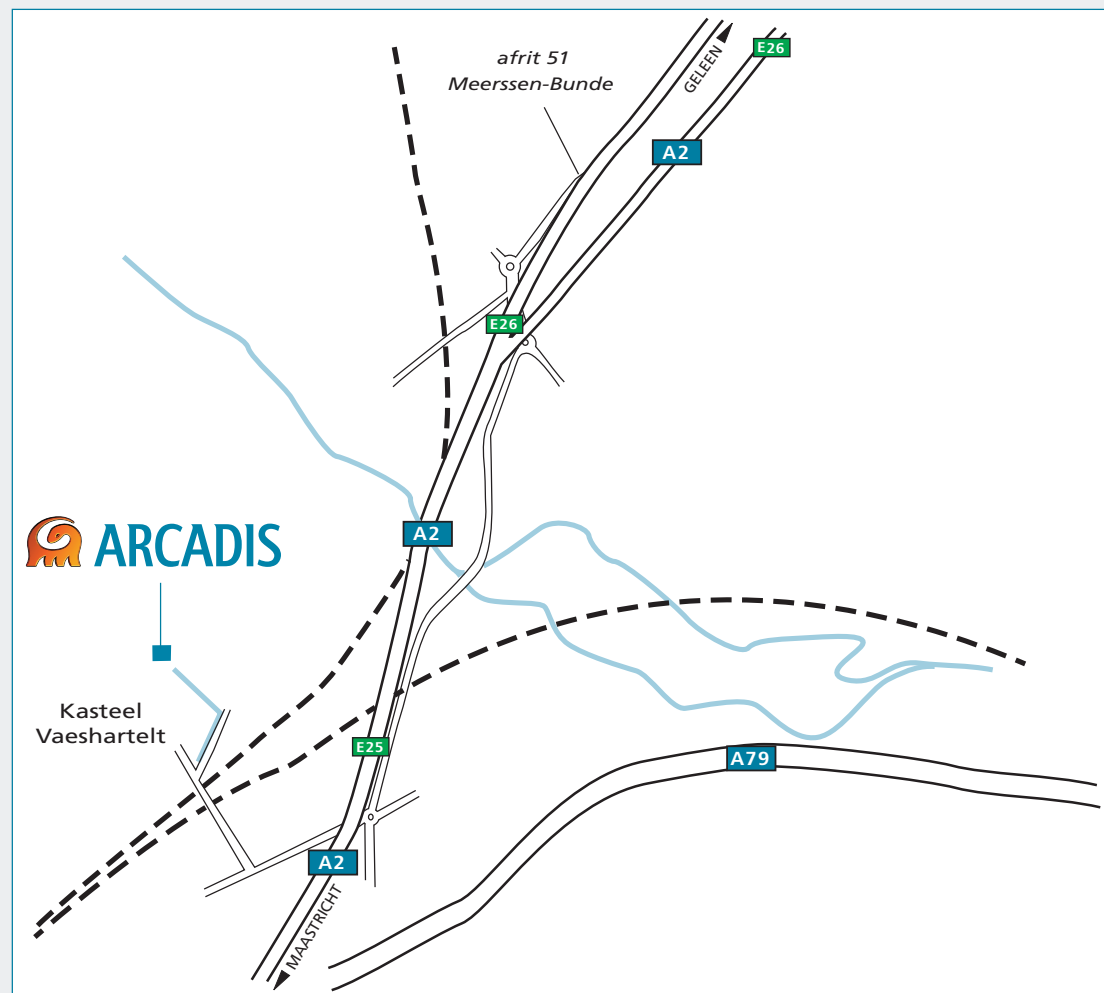 afrit 51
Meerssen-Bunde
GELEEN
E26
A2
E26
A2
ARCADIS
Kasteel
Vaeshartelt
E25
A79
A2
MAASTRICHT